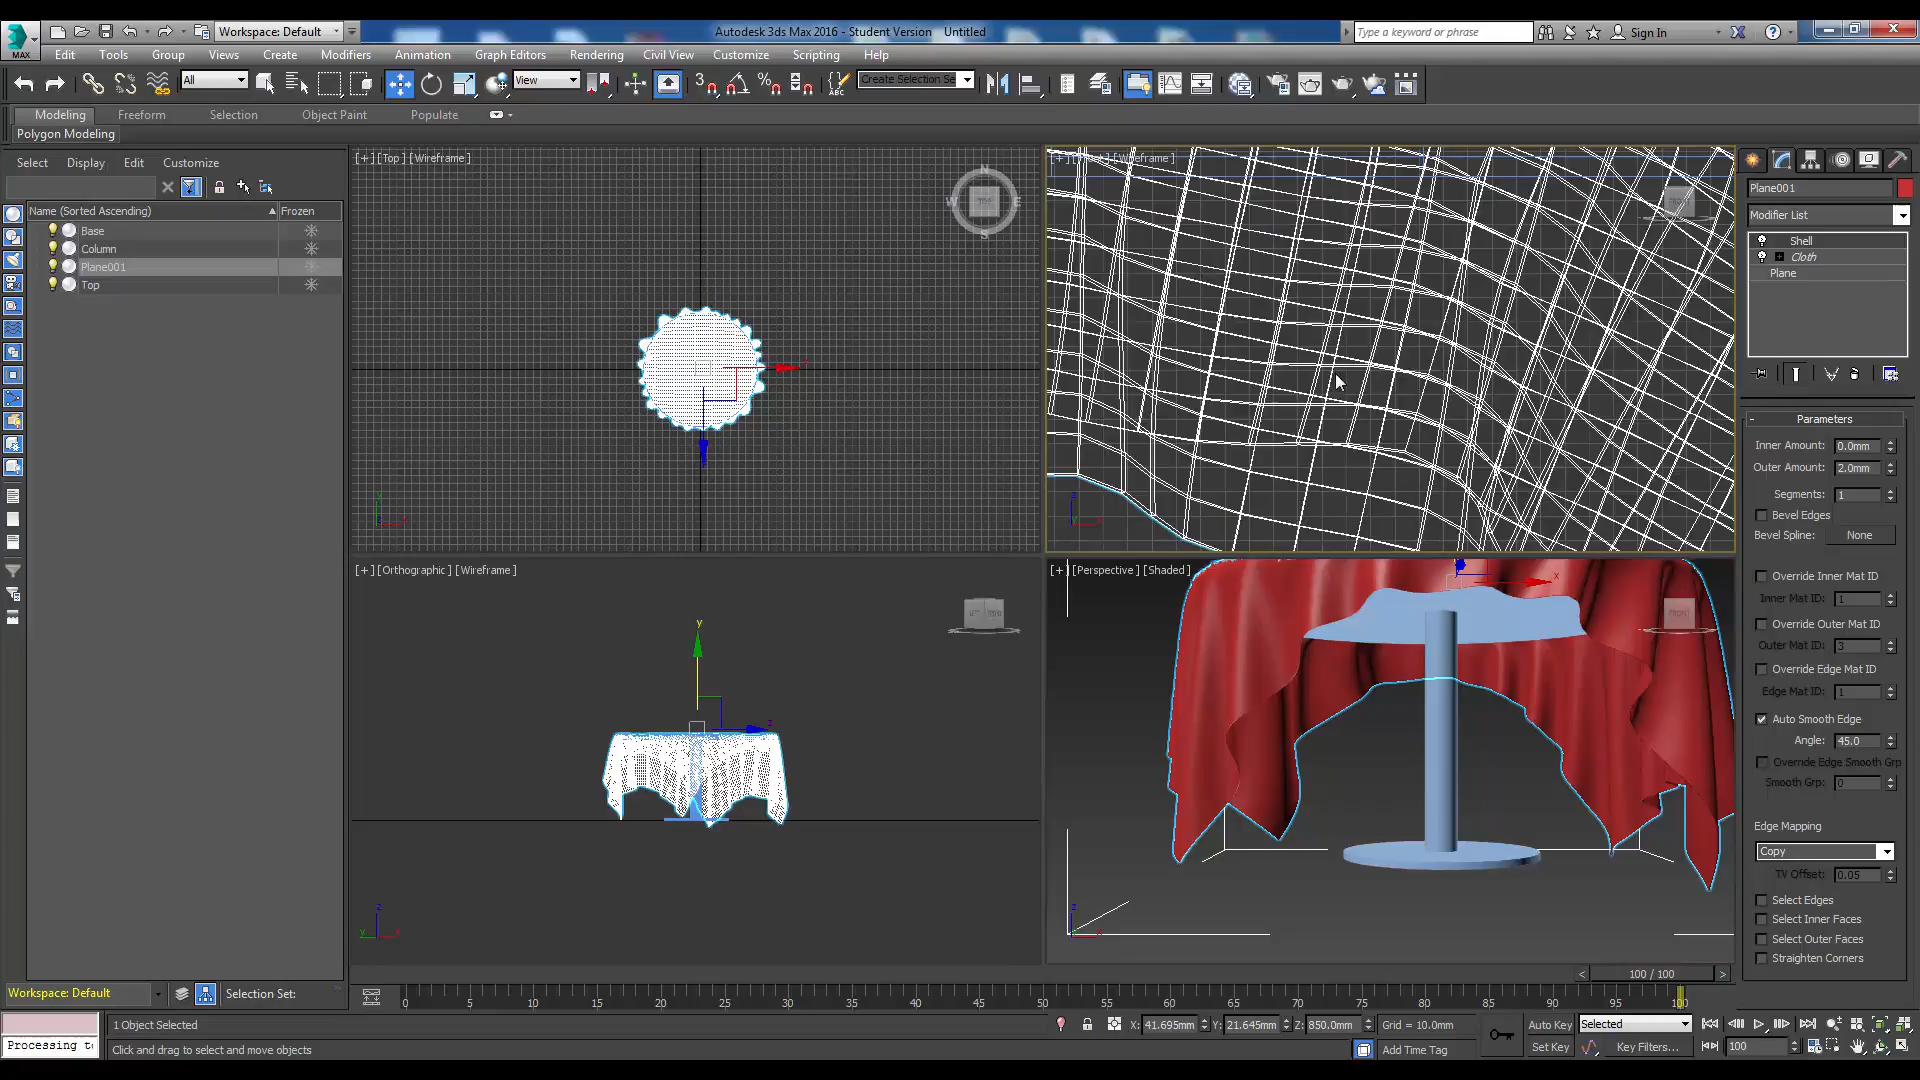 Workspace: Default
Autodesk 3ds Max 2016 - Student Version Untitled
Type a keyword or phrase
Sign In
MAX
Edit Tools Group Views Create Modifiers Animation Graph Editors Rendering Civil View Customize Scripting Help
All
View
Create Selection Se
3
ABC
Modeling Freeform Selection Object Paint Populate
Polygon Modeling
Select Display Edit Customize
Name (Sorted Ascending) Frozen
Base
Column
Plane001
Top
[+] [Top] [Wireframe]
N
W TOP E
S
[Wireframe]
FRONT
[+] [Orthographic] [Wireframe]
y
z
[+] [Perspective] [Shaded]
x
FRONT
Plane001
Modifier List
Shell
Cloth
Plane
Parameters
Inner Amount: 0.0mm
Outer Amount: 2.0mm
Segments: 1
Bevel Edges
Bevel Spline: None
Override Inner Mat ID
Inner Mat ID: 1
Override Outer Mat ID
Outer Mat ID: 3
Override Edge Mat ID
Edge Mat ID: 1
Auto Smooth Edge
Angle: 45.0
Override Edge Smooth Grp
Smooth Grp: 0
Edge Mapping
Copy
TV Offset: 0.05
Select Edges
Select Inner Faces
Select Outer Faces
Straighten Corners
< 100 / 100 >
Workspace: Default
Selection Set:
0 5 10 15 20 25 30 35 40 45 50 55 60 65 70 75 80 85 90 95 100
1 Object Selected
X: 41.695mm Y: 21.645mm Z: 850.0mm
Grid = 10.0mm
Auto Key
Selected
Processing
Click and drag to select and move objects
Add Time Tag
Set Key
Key Filters...
100